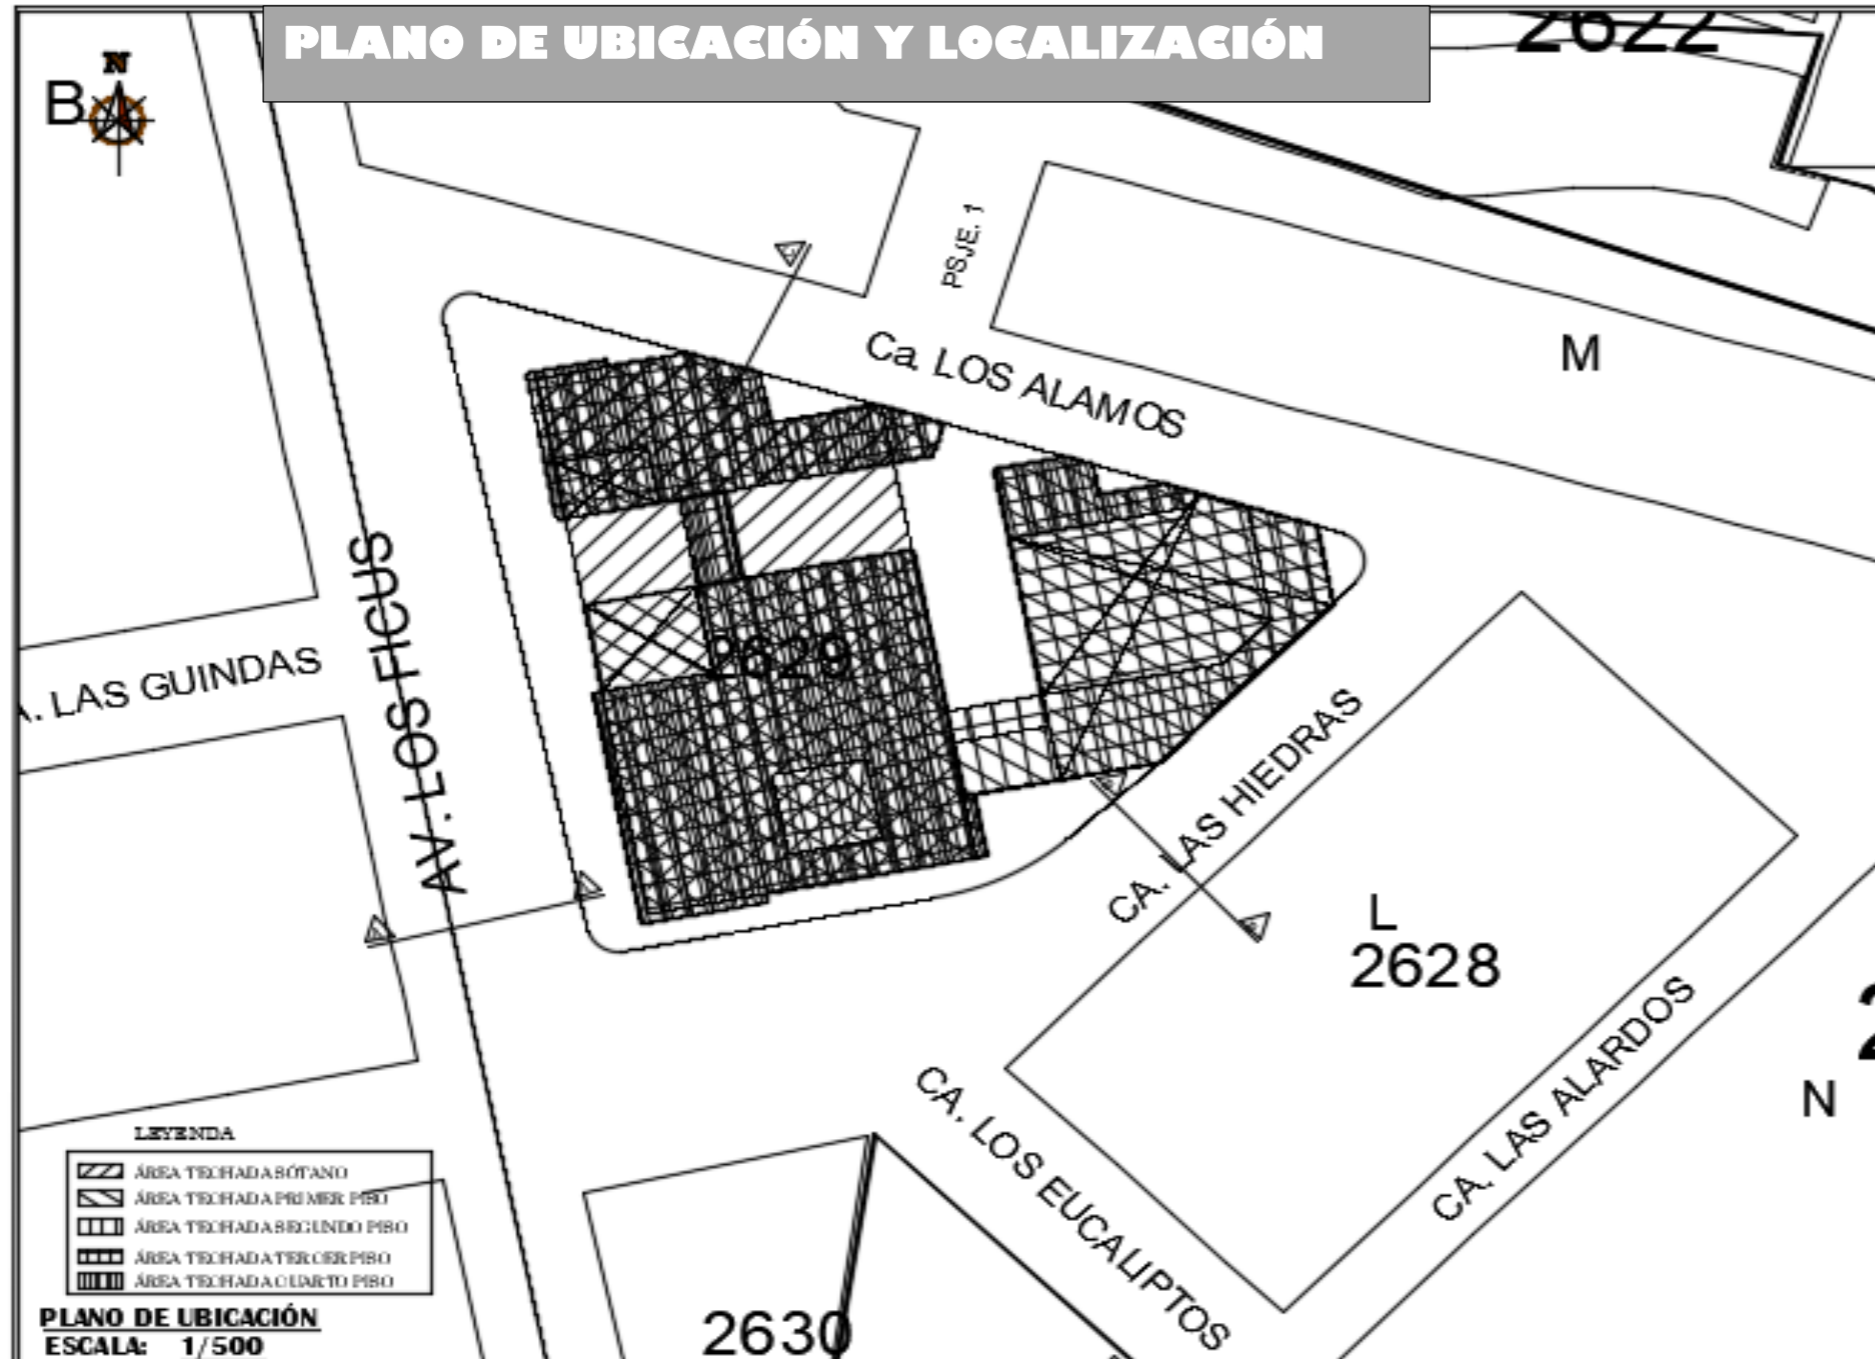 PLANO DE UBICACIÓN Y LOCALIZACIÓN
2622
N
B
PSJE. 1
Ca. LOS ALAMOS
M
AV. LOS FICUS
LAS GUINDAS
2629
CA. LAS HIEDRAS
L
2628
CA. LOS EUCALIPTOS
CA. LAS ALARDOS
N
2630
LEYENDA
ÁREA TECHADA SÓTANO
ÁREA TECHADA PRIMER PISO
ÁREA TECHADA SEGUNDO PISO
ÁREA TECHADA TERCER PISO
ÁREA TECHADA CUARTO PISO
PLANO DE UBICACIÓN
ESCALA: 1/500